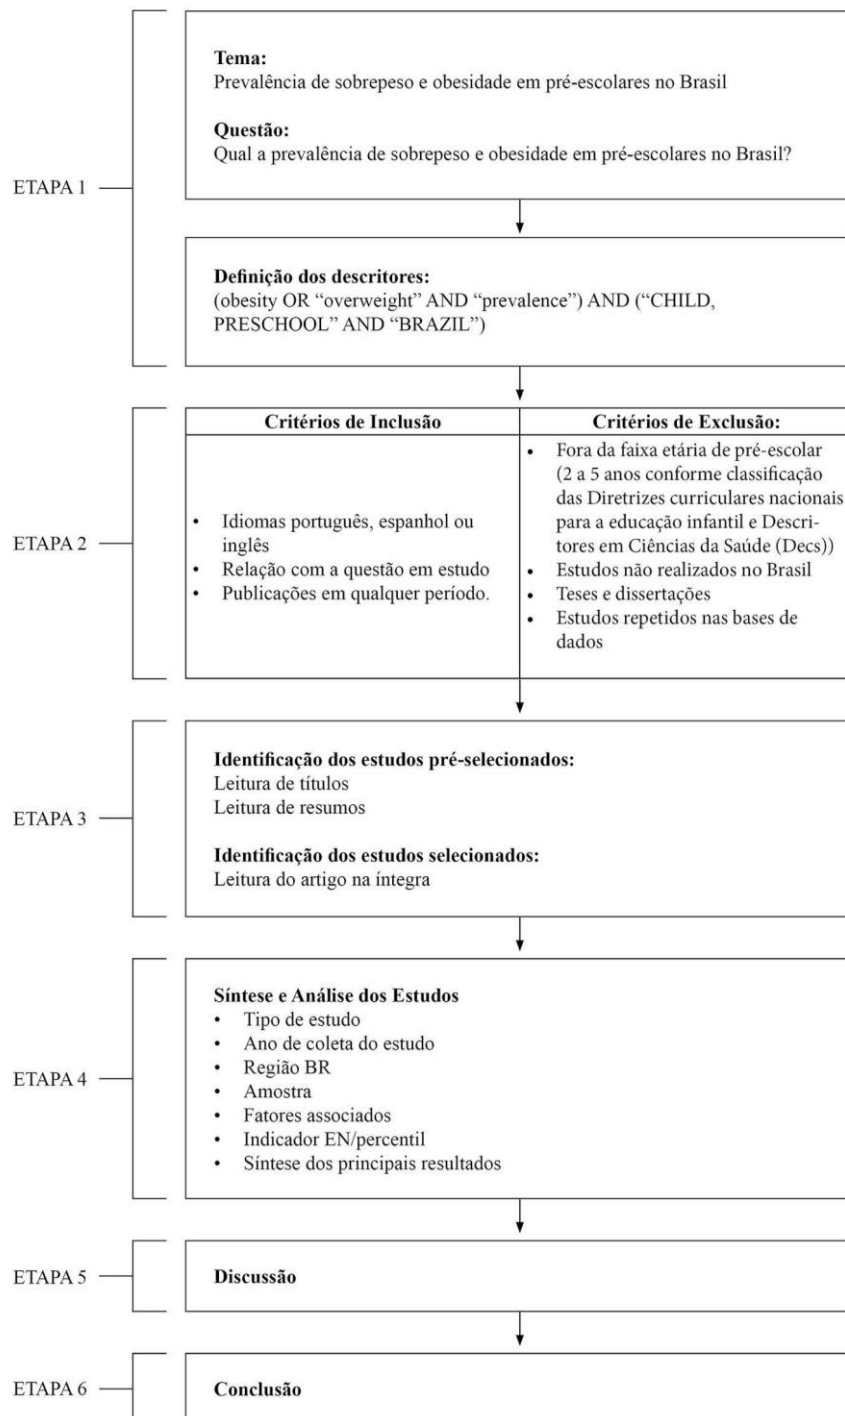 ETAPA 1
Tema:
Prevalência de sobrepeso e obesidade em pré-escolares no Brasil
Questão:
Qual a prevalência de sobrepeso e obesidade em pré-escolares no Brasil?
Definição dos descritores:
(obesity OR “overweight” AND “prevalence”) AND (“CHILD,
PRESCHOOL” AND “BRAZIL”)
ETAPA 2
Critérios de Inclusão
• Idiomas português, espanhol ou
inglês
• Relação com a questão em estudo
• Publicações em qualquer período.
Critérios de Exclusão:
• Fora da faixa etária de pré-escolar
(2 a 5 anos conforme classificação
das Diretrizes curriculares nacionais
para a educação infantil e Descri-
tores em Ciências da Saúde (Decs))
• Estudos não realizados no Brasil
• Teses e dissertações
• Estudos repetidos nas bases de
dados
ETAPA 3
Identificação dos estudos pré-selecionados:
Leitura de títulos
Leitura de resumos
Identificação dos estudos selecionados:
Leitura do artigo na íntegra
ETAPA 4
Síntese e Análise dos Estudos
• Tipo de estudo
• Ano de coleta do estudo
• Região BR
• Amostra
• Fatores associados
• Indicador EN/percentil
• Síntese dos principais resultados
ETAPA 5
Discussão
ETAPA 6
Conclusão